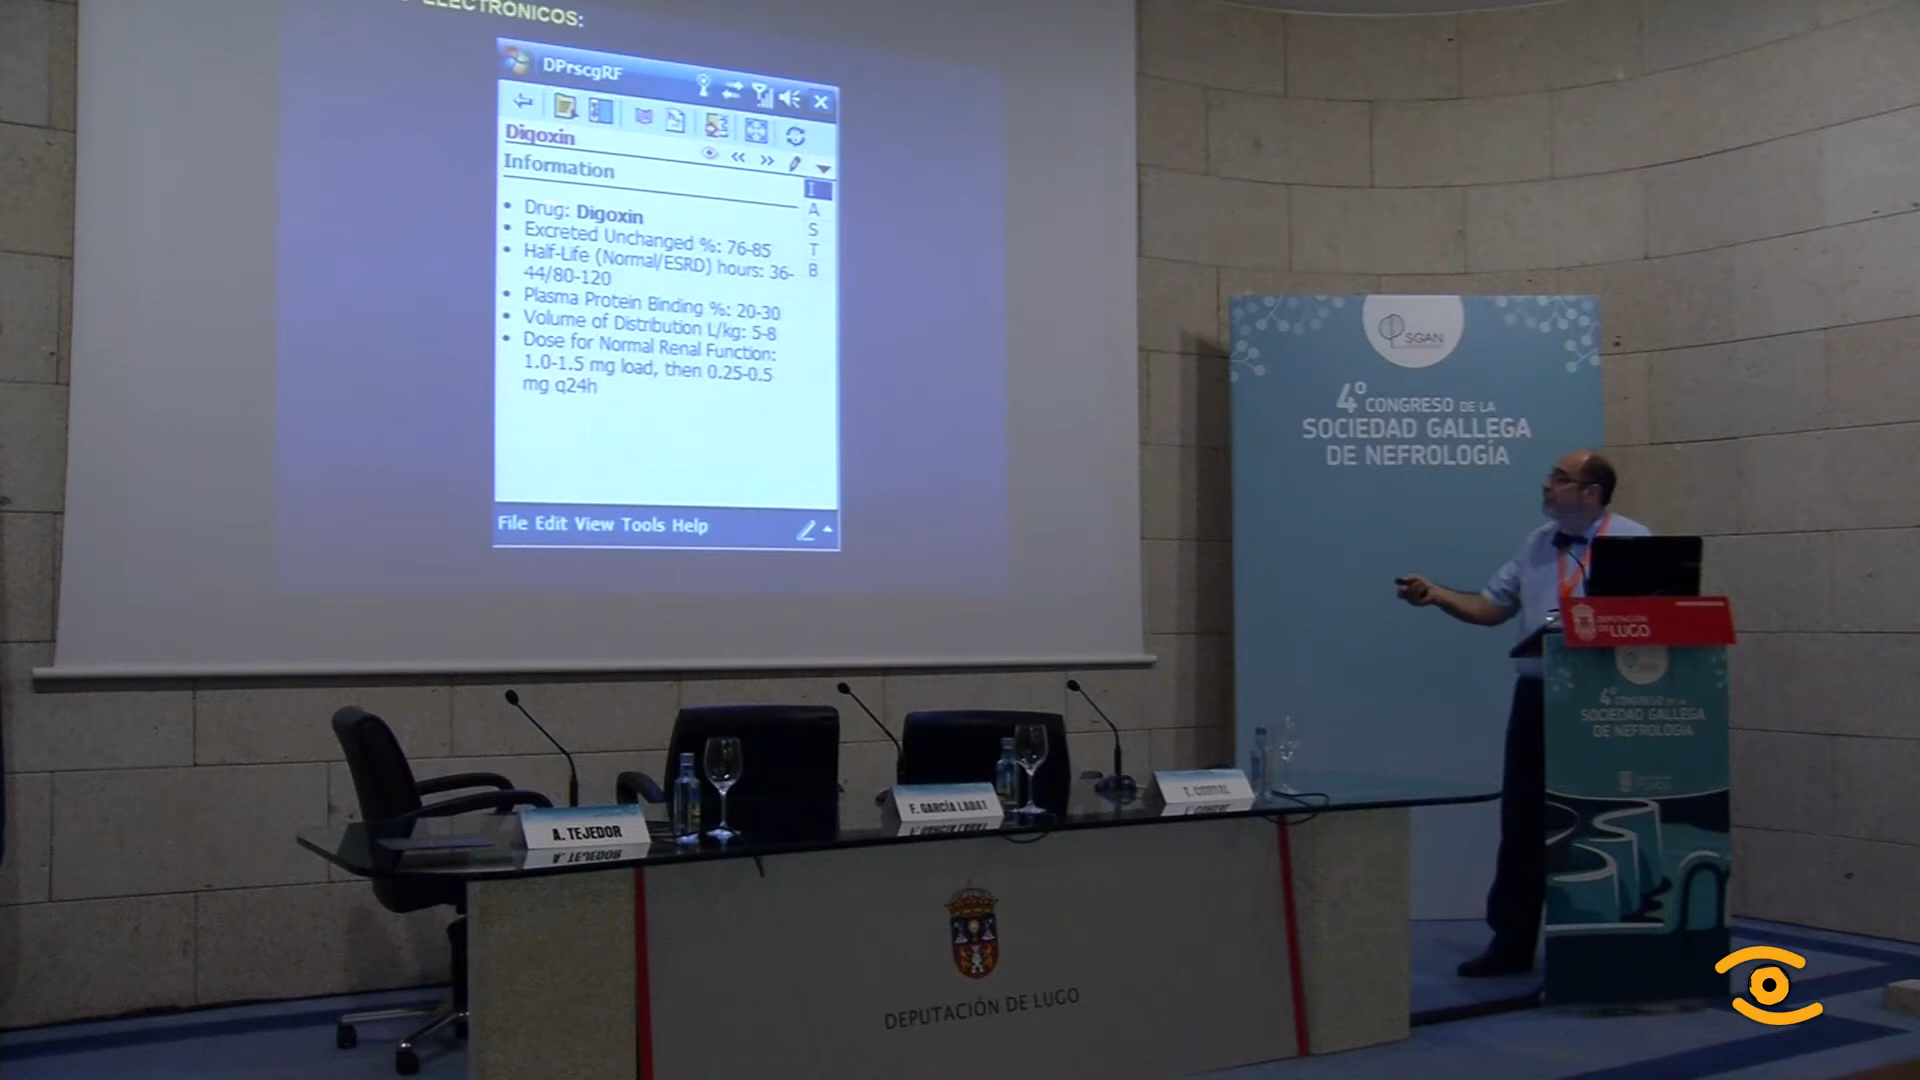 ELECTRÓNICOS:
DPrscgRF
Digoxin
Information
I
A
S
T
B
• Drug: Digoxin
• Excreted Unchanged %: 76-85
• Half-Life (Normal/ESRD) hours: 36-
44/80-120
• Plasma Protein Binding %: 20-30
• Volume of Distribution L/kg: 5-8
• Dose for Normal Renal Function:
1.0-1.5 mg load, then 0.25-0.5
mg q24h
File Edit View Tools Help
SGAN
4º CONGRESO DE LA
SOCIEDAD GALLEGA
DE NEFROLOGÍA
DEPUTACIÓN
DE LUGO
4º CONGRESO DE LA
SOCIEDAD GALLEGA
DE NEFROLOGÍA
A. TEJEDOR
F. GARCÍA LABAT
DEPUTACIÓN DE LUGO